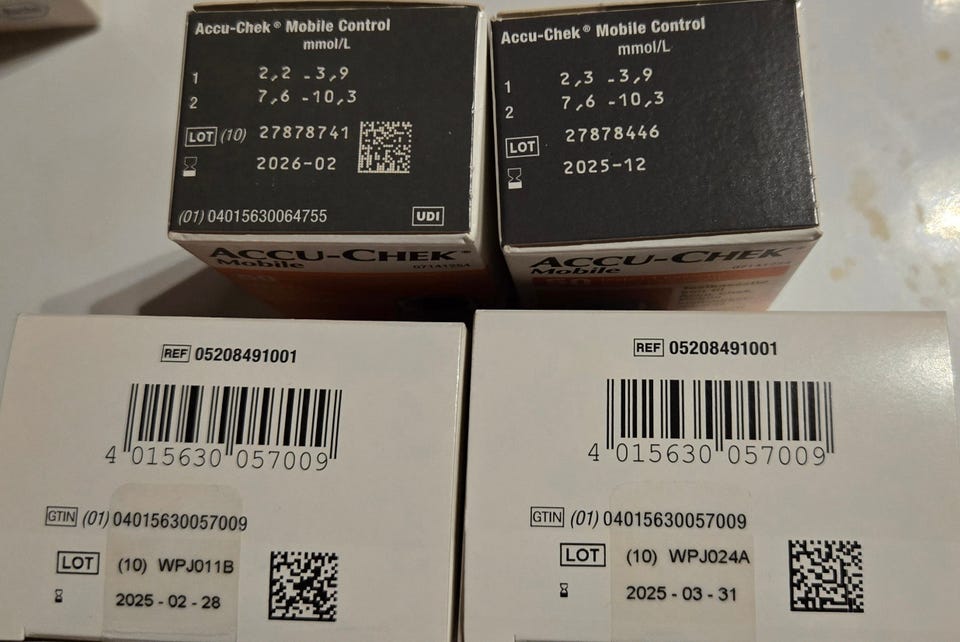 Accu-Chek® Mobile Control
mmol/L
1 2,2 -3,9
2 7,6 -10,3
LOT (10) 27878741
2026-02
(01) 04015630064755 UDI
ACCU-CHEK®
Mobile 07141254
Accu-Chek® Mobile Control
mmol/L
1 2,3 -3,9
2 7,6 -10,3
LOT 27878446
2025-12
ACCU-CHEK®
Mobile
50
REF 05208491001
4 015630 057009
GTIN (01) 04015630057009
LOT (10) WPJ011B
2025 - 02 - 28
REF 05208491001
4 015630 057009
GTIN (01) 04015630057009
LOT (10) WPJ024A
2025 - 03 - 31